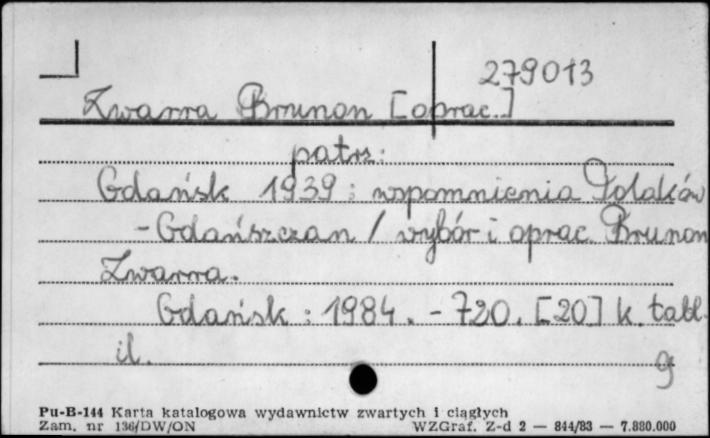 279013
Zwarra Brunon [oprac.]
patrz:
Gdańsk 1939 : wspomnienia Polaków
- Gdańszczan / wybór i oprac. Brunon
Zwarra.
Gdańsk : 1984. - 720. [20] k. tabl.
il. g
Pu-B-144 Karta katalogowa wydawnictw zwartych i ciągłych
Zam. nr 136/DW/ON WZGraf. Z-d 2 — 844/83 — 7.880.000